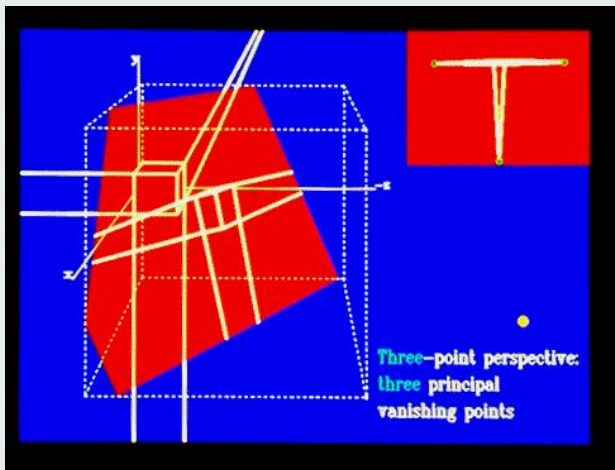 y
-z
x
Three-point perspective:
three principal
vanishing points